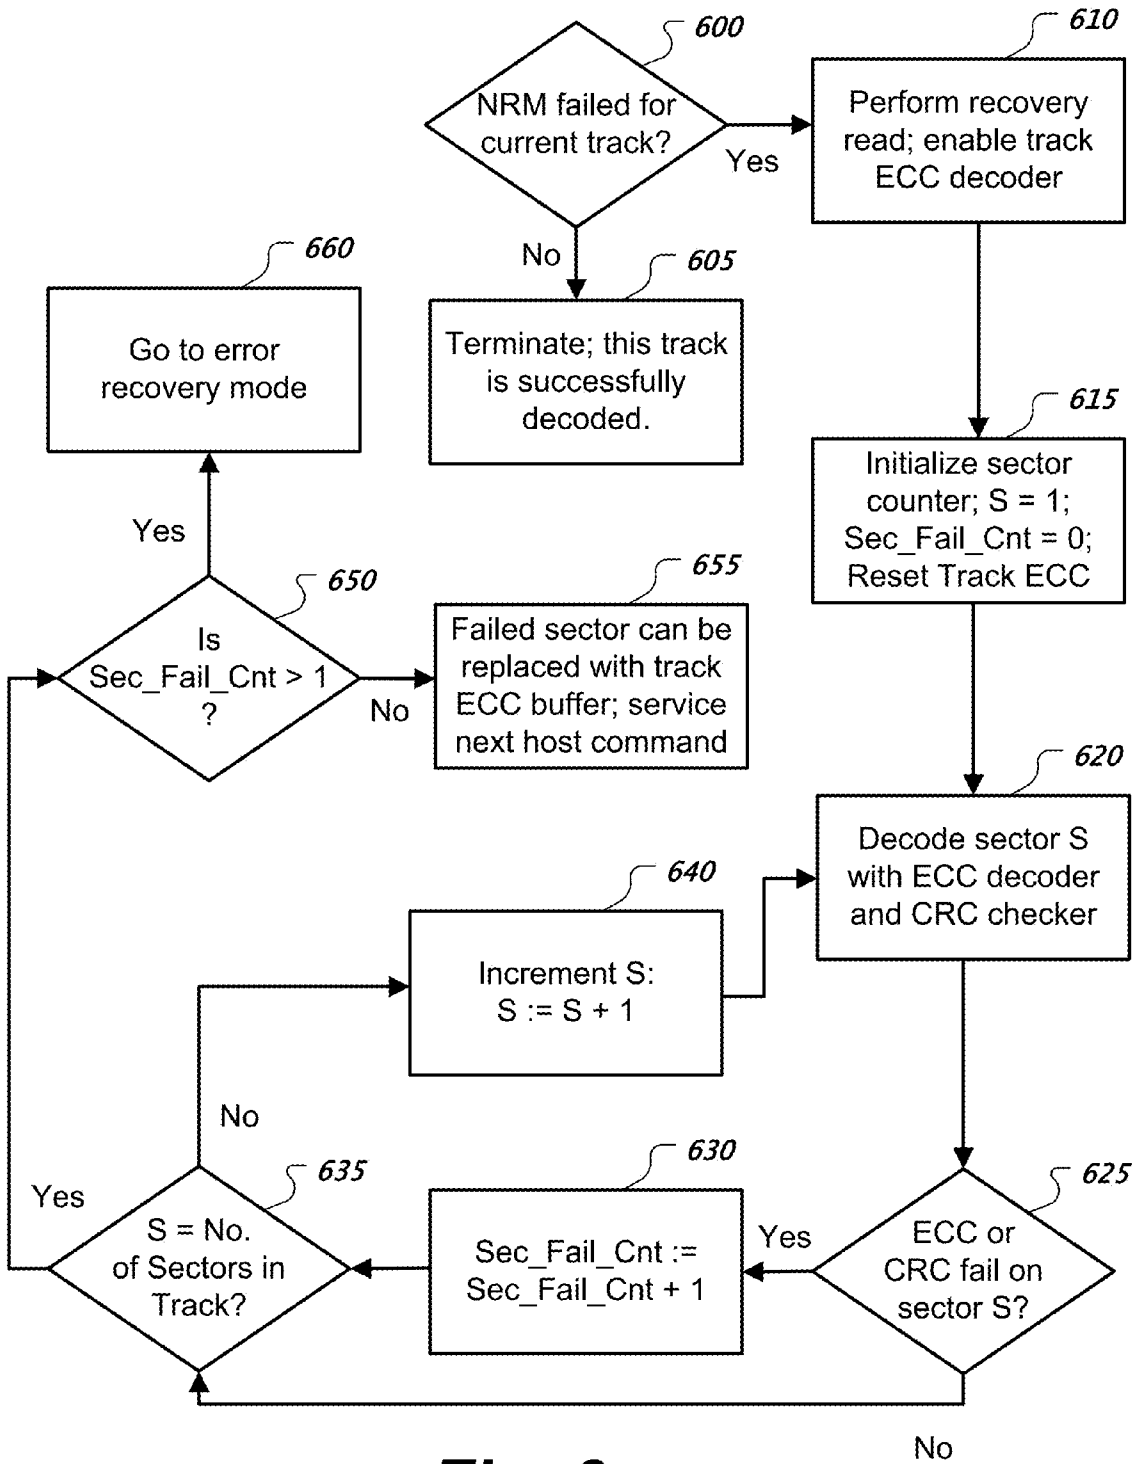 600
NRM failed for
current track?
Yes
No
610
Perform recovery
read; enable track
ECC decoder
605
Terminate; this track
is successfully
decoded.
660
Go to error
recovery mode
615
Initialize sector
counter; S = 1;
Sec_Fail_Cnt = 0;
Reset Track ECC
Yes
650
Is
Sec_Fail_Cnt > 1
?
No
655
Failed sector can be
replaced with track
ECC buffer; service
next host command
620
Decode sector S
with ECC decoder
and CRC checker
640
Increment S:
S := S + 1
No
Yes
635
S = No.
of Sectors in
Track?
630
Sec_Fail_Cnt :=
Sec_Fail_Cnt + 1
Yes
625
ECC or
CRC fail on
sector S?
No